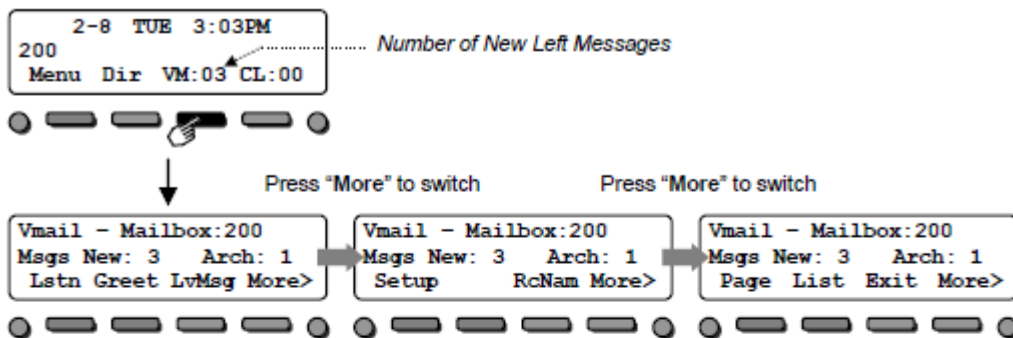 2-8 TUE 3:03PM
200
Menu Dir VM:03 CL:00
Number of New Left Messages
Press "More" to switch
Press "More" to switch
Vmail - Mailbox:200
Msgs New: 3 Arch: 1
Lstn Greet LvMsg More>
Vmail - Mailbox:200
Msgs New: 3 Arch: 1
Setup RcNam More>
Vmail - Mailbox:200
Msgs New: 3 Arch: 1
Page List Exit More>